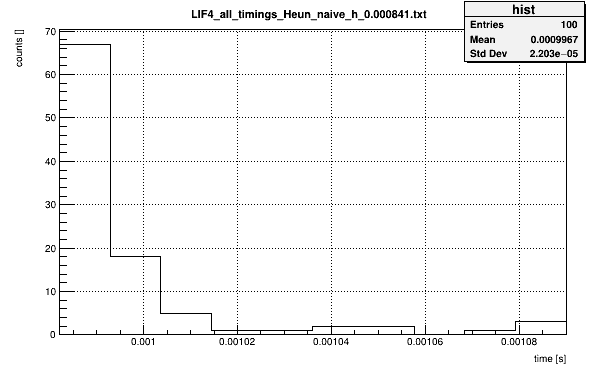 LIF4_all_timings_Heun_naive_h_0.000841.txt
hist
Entries 100
Mean 0.0009967
Std Dev 2.203e−05
counts []
70
60
50
40
30
20
10
0
0.001 0.00102 0.00104 0.00106 0.00108
time [s]